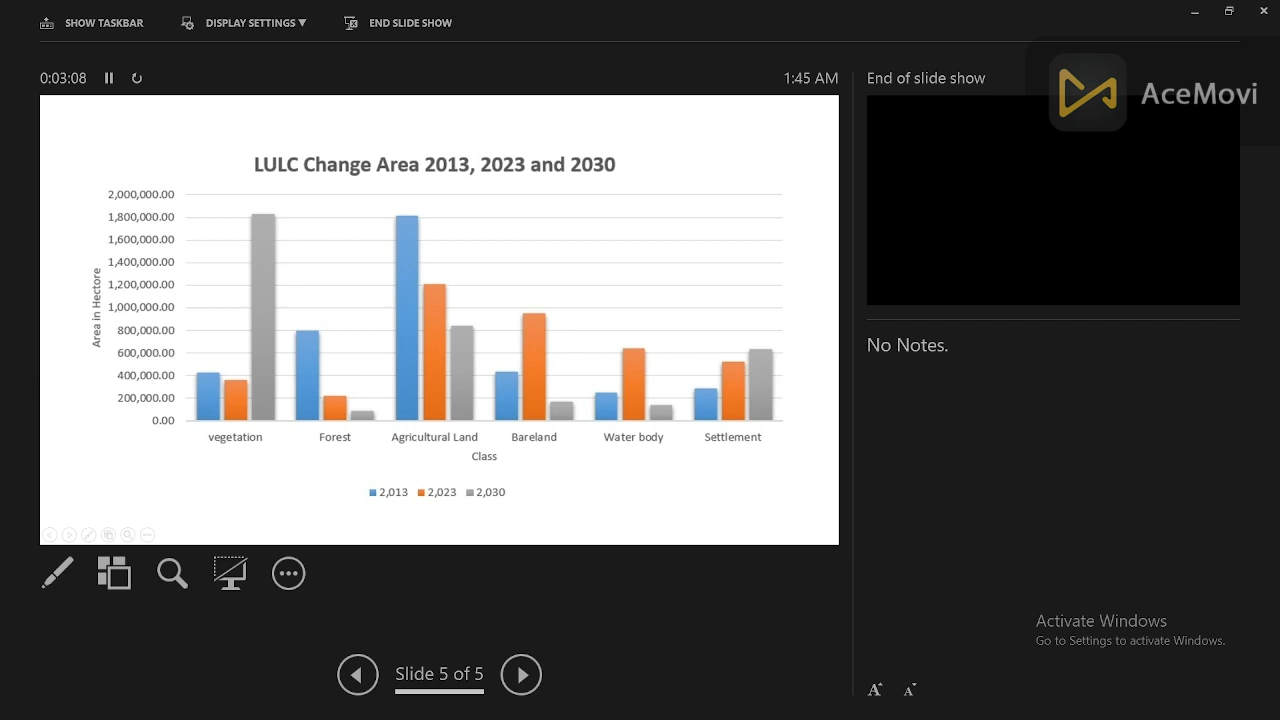 SHOW TASKBAR
DISPLAY SETTINGS ▼
END SLIDE SHOW
0:03:08
1:45 AM
End of slide show
AceMovi
LULC Change Area 2013, 2023 and 2030
2,000,000.00
1,800,000.00
1,600,000.00
1,400,000.00
1,200,000.00
1,000,000.00
800,000.00
600,000.00
400,000.00
200,000.00
0.00
Area in Hectore
vegetation
Forest
Agricultural Land
Bareland
Water body
Settlement
Class
2,013
2,023
2,030
No Notes.
Activate Windows
Go to Settings to activate Windows.
Slide 5 of 5
A A